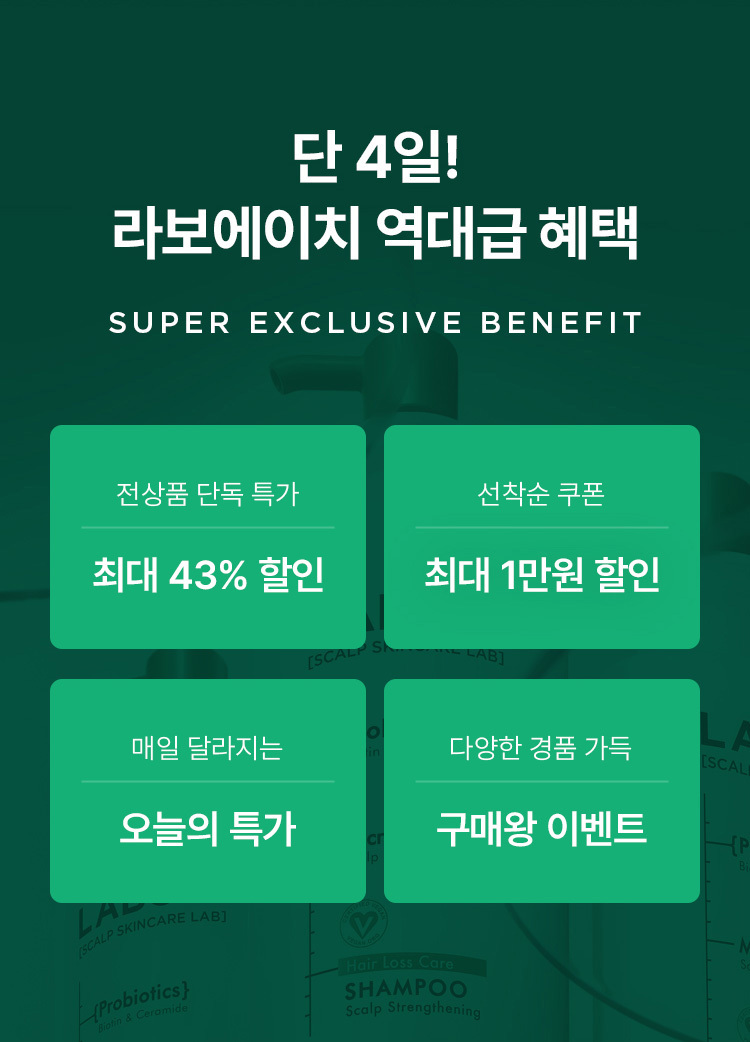 단 4일!
라보에이치 역대급 혜택
SUPER EXCLUSIVE BENEFIT
전상품 단독 특가
최대 43% 할인
선착순 쿠폰
최대 1만원 할인
[SCALP SKINCARE LAB]
매일 달라지는
오늘의 특가
다양한 경품 가득
구매왕 이벤트
[SCALP SKINCARE LAB]
{Probiotics}
Biotin & Ceramide
Hair Loss Care
SHAMPOO
Scalp Strengthening